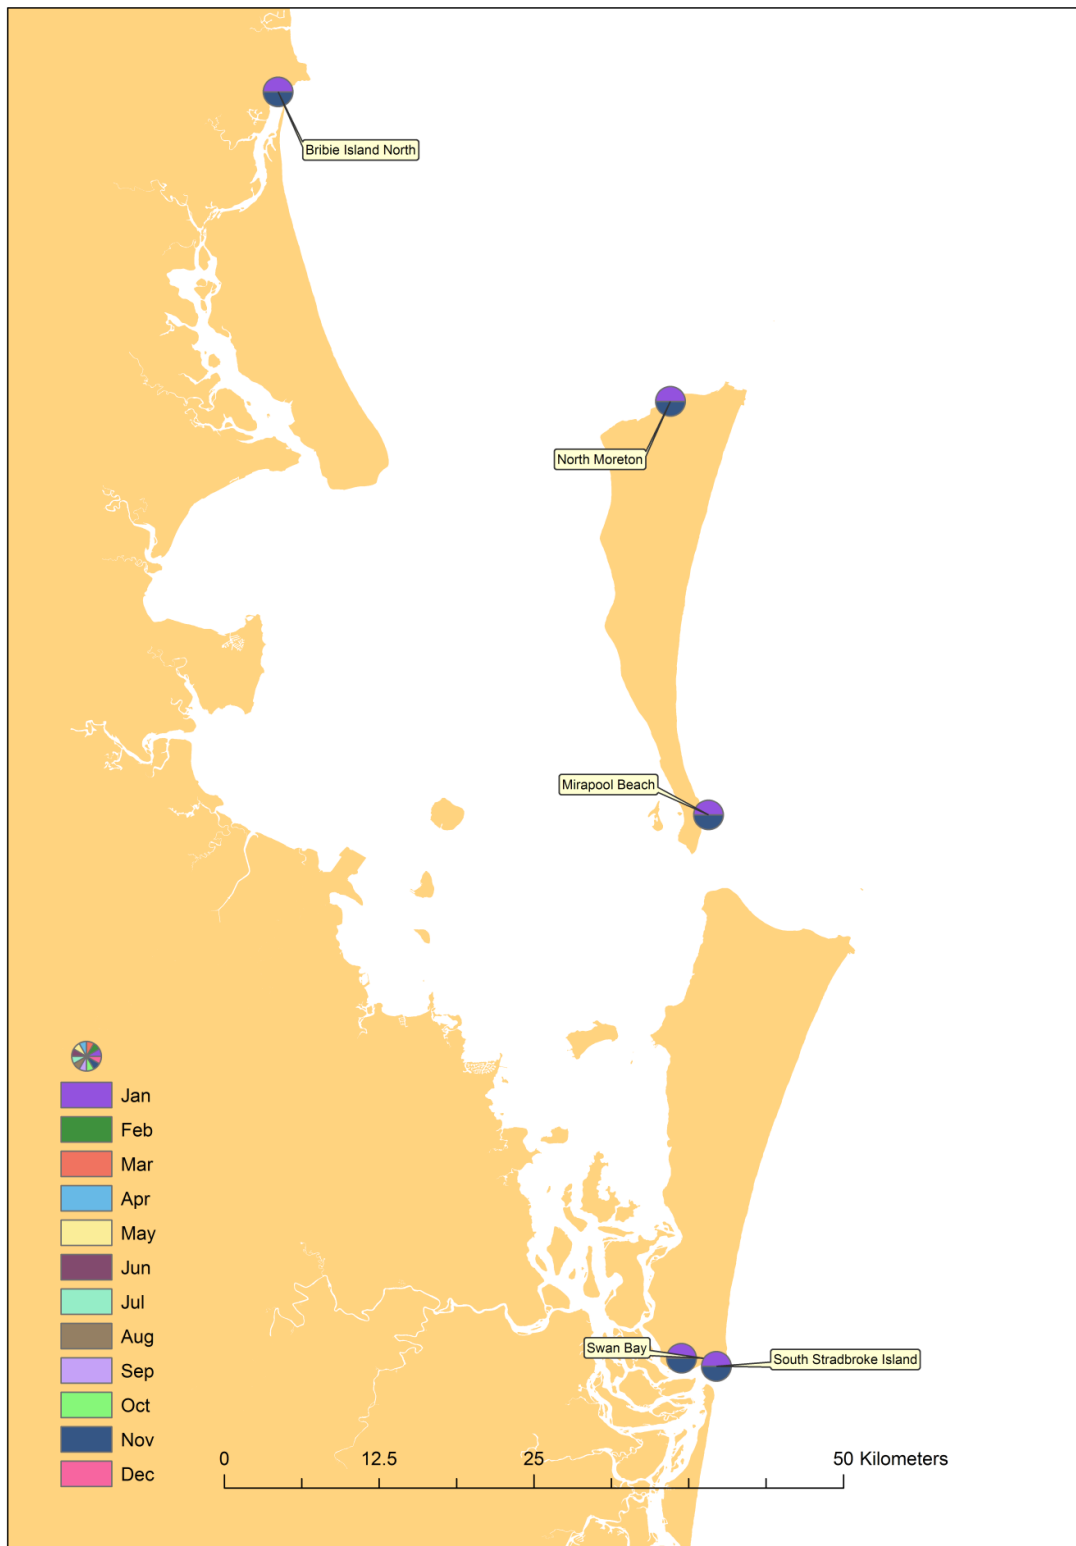 Bribie Island North
North Moreton
Mirapool Beach
Swan Bay
South Stradbroke Island
Jan
Feb
Mar
Apr
May
Jun
Jul
Aug
Sep
Oct
Nov
Dec
0 12.5 25 50 Kilometers